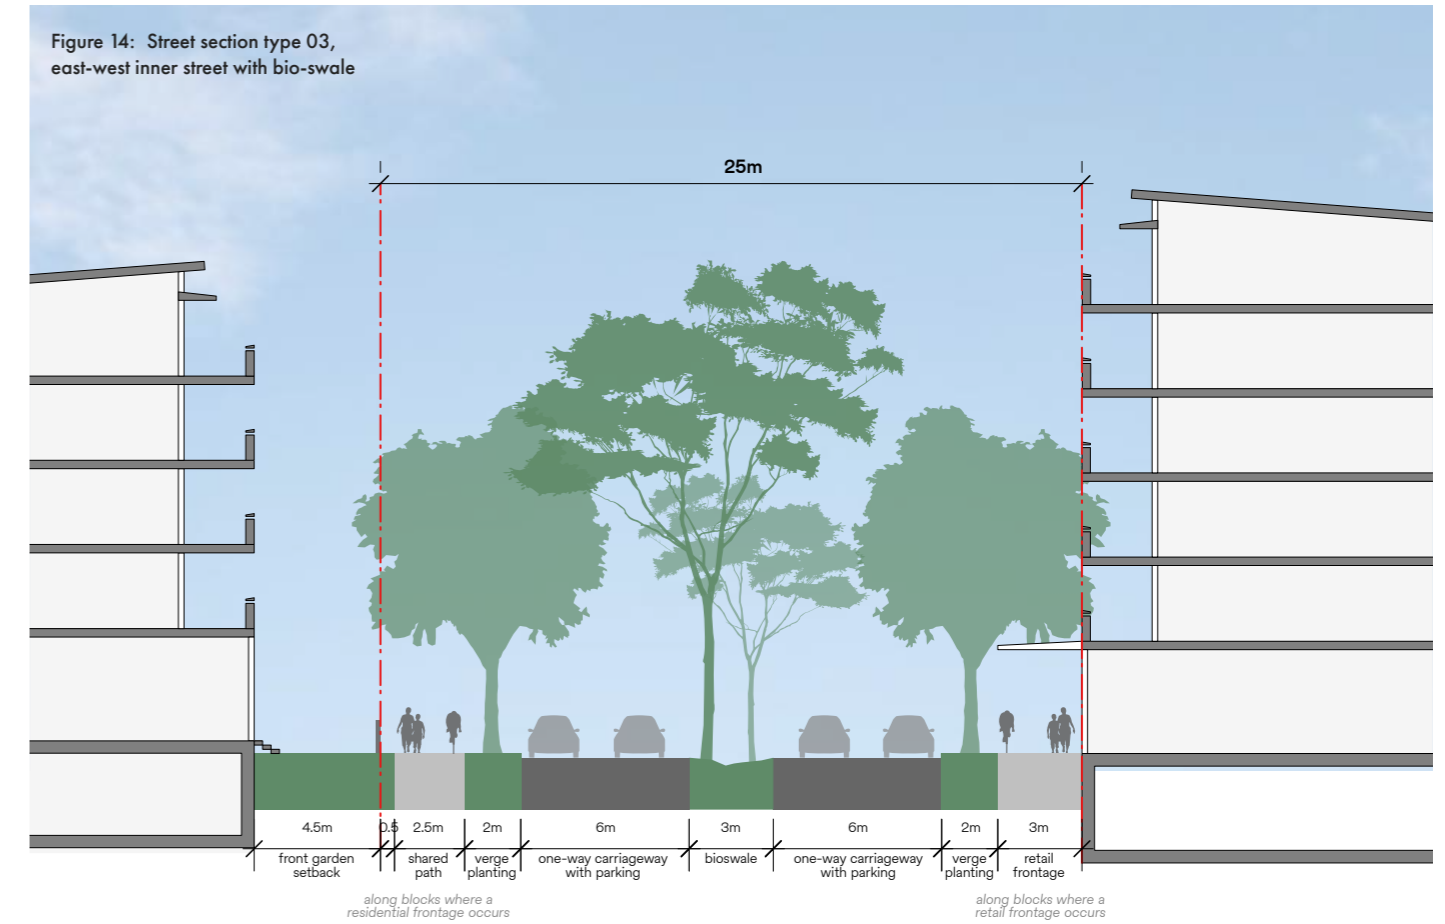 Figure 14: Street section type 03,
east-west inner street with bio-swale
25m
4.5m
0.5
2.5m
2m
6m
3m
6m
2m
3m
front garden
setback
shared
path
verge
planting
one-way carriageway
with parking
bioswale
one-way carriageway
with parking
verge
planting
retail
frontage
along blocks where a
residential frontage occurs
along blocks where a
retail frontage occurs